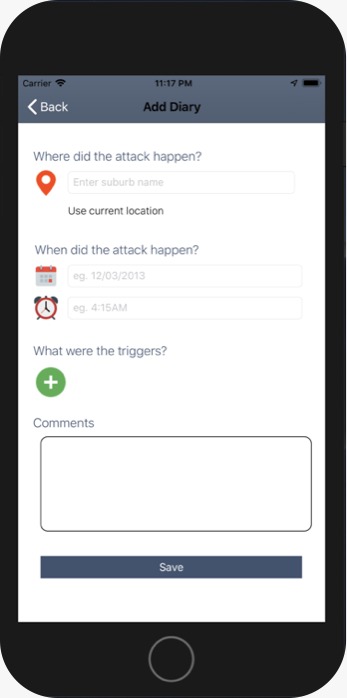 Carrier 11:17 PM
Back Add Diary
Where did the attack happen?
Enter suburb name
Use current location
When did the attack happen?
eg. 12/03/2013
eg. 4:15AM
What were the triggers?
Comments
Save